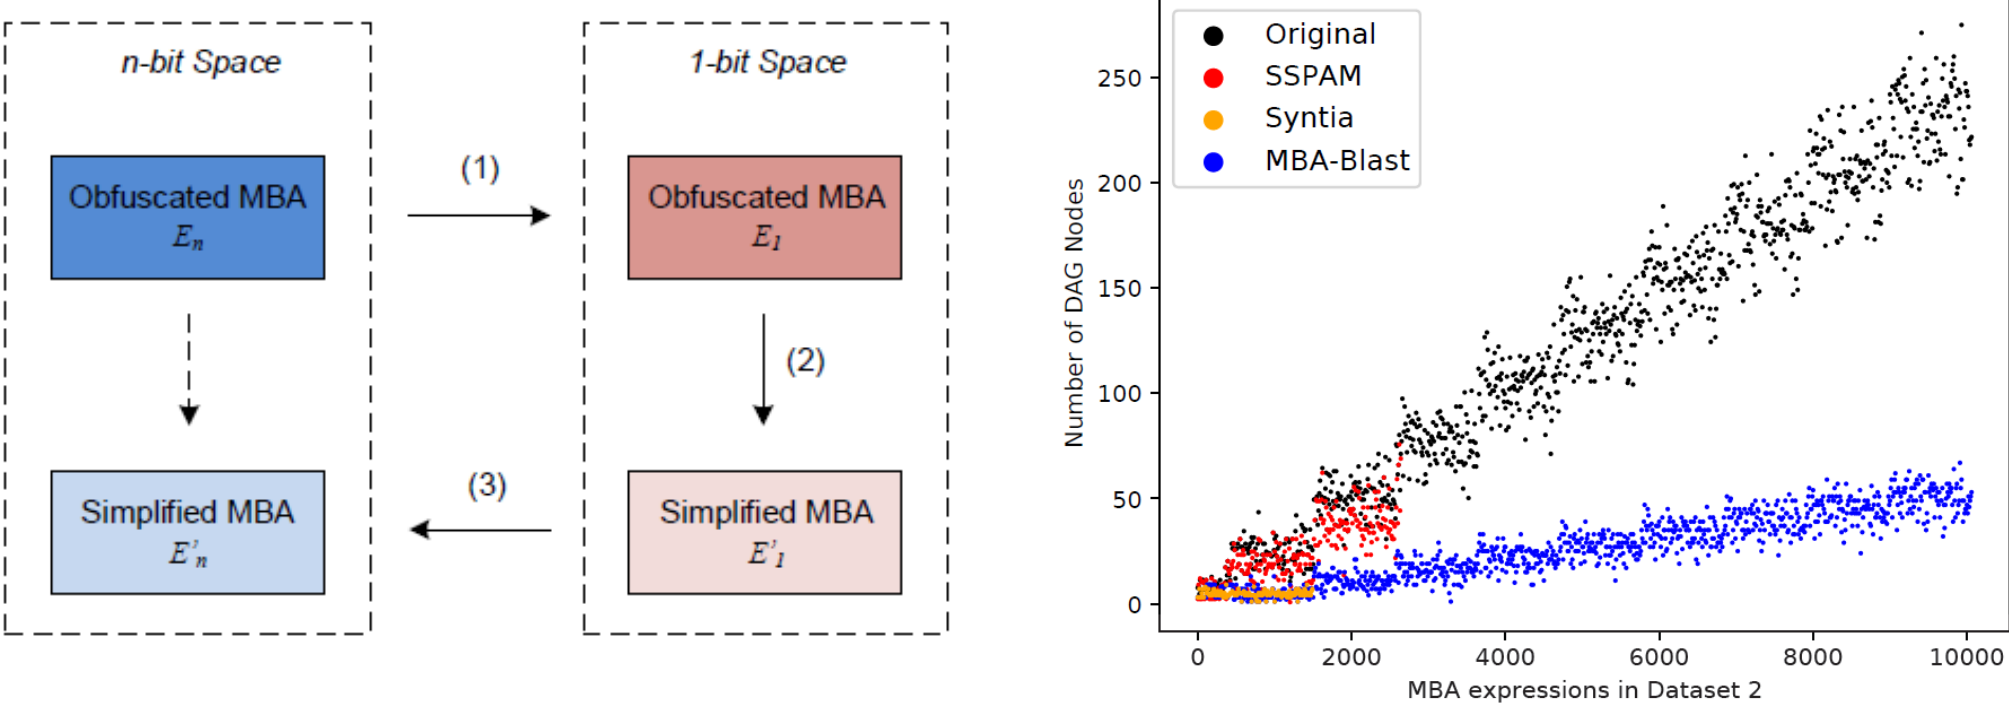 n-bit Space
1-bit Space
Obfuscated MBA
Eₙ
(1)
Obfuscated MBA
E₁
(2)
Simplified MBA
E'ₙ
(3)
Simplified MBA
E'₁
Original
SSPAM
Syntia
MBA-Blast
Number of DAG Nodes
250
200
150
100
50
0
0 2000 4000 6000 8000 10000
MBA expressions in Dataset 2